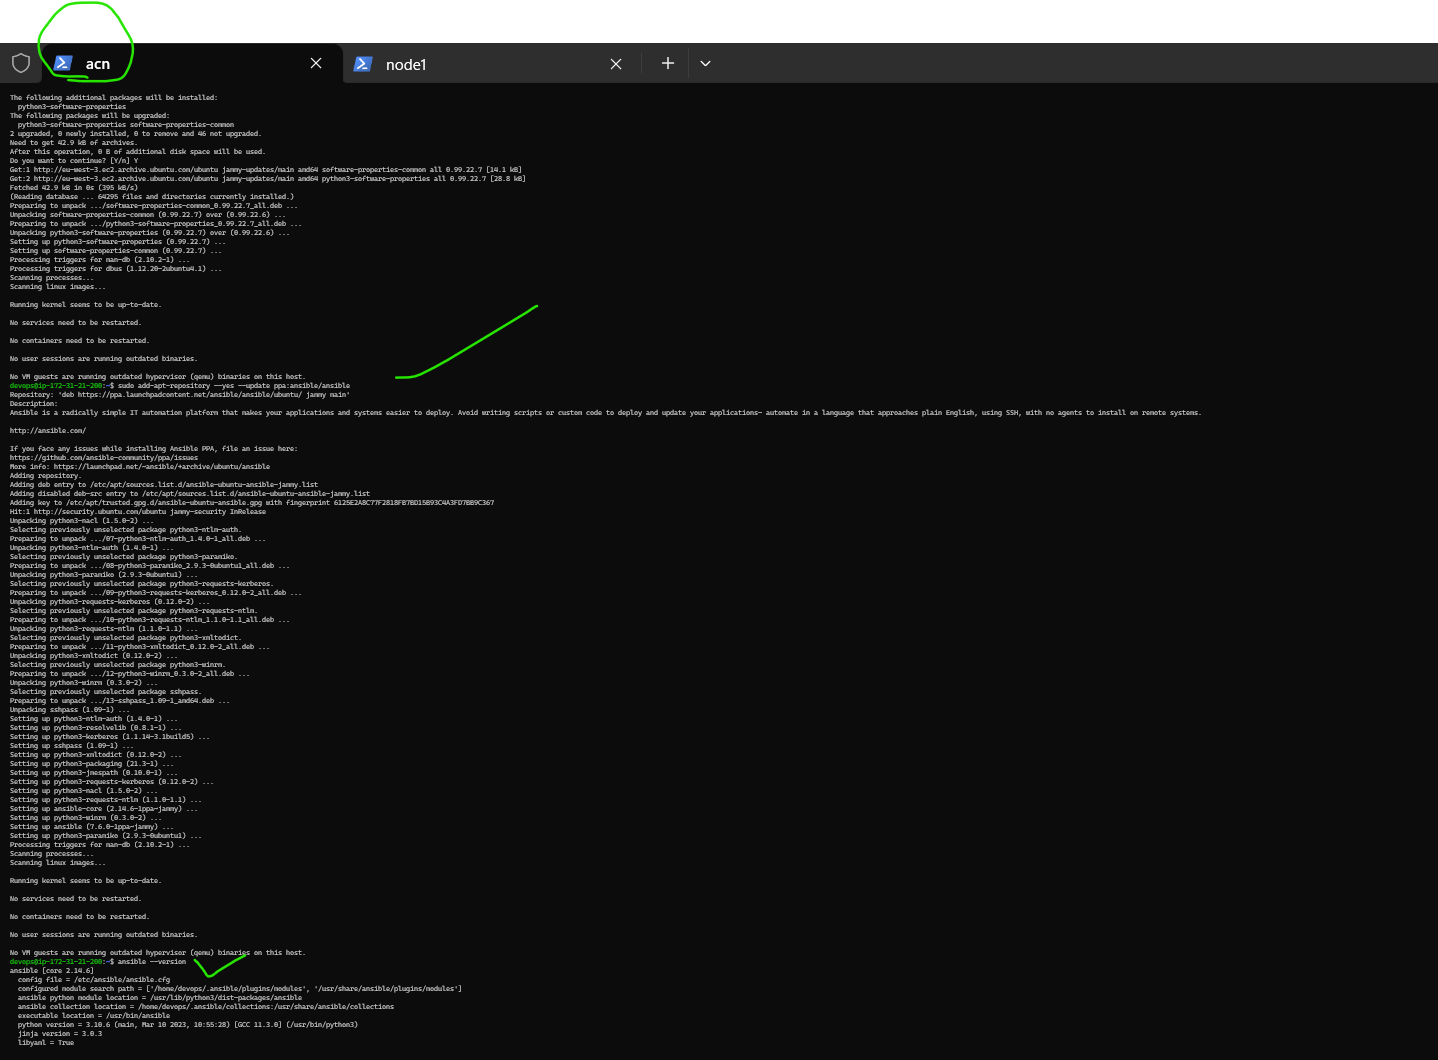 acn
node1
The following additional packages will be installed:
python3-software-properties
The following packages will be upgraded:
python3-software-properties software-properties-common
2 upgraded, 0 newly installed, 0 to remove and 46 not upgraded.
Need to get 42.9 kB of archives.
After this operation, 0 B of additional disk space will be used.
Do you want to continue? [Y/n] Y
Get:1 http://eu-west-3.ec2.archive.ubuntu.com/ubuntu jammy-updates/main amd64 software-properties-common all 0.99.22.7 [14.1 kB]
Get:2 http://eu-west-3.ec2.archive.ubuntu.com/ubuntu jammy-updates/main amd64 python3-software-properties all 0.99.22.7 [28.8 kB]
Fetched 42.9 kB in 0s (395 kB/s)
(Reading database ... 64295 files and directories currently installed.)
Preparing to unpack .../software-properties-common_0.99.22.7_all.deb ...
Unpacking software-properties-common (0.99.22.7) over (0.99.22.6) ...
Preparing to unpack .../python3-software-properties_0.99.22.7_all.deb ...
Unpacking python3-software-properties (0.99.22.7) over (0.99.22.6) ...
Setting up python3-software-properties (0.99.22.7) ...
Setting up software-properties-common (0.99.22.7) ...
Processing triggers for man-db (2.10.2-1) ...
Processing triggers for dbus (1.12.20-2ubuntu4.1) ...
Scanning processes...
Scanning linux images...
Running kernel seems to be up-to-date.
No services need to be restarted.
No containers need to be restarted.
No user sessions are running outdated binaries.
No VM guests are running outdated hypervisor (qemu) binaries on this host.
devops@ip-172-31-21-200:~$ sudo add-apt-repository --yes --update ppa:ansible/ansible
Repository: 'deb https://ppa.launchpadcontent.net/ansible/ansible/ubuntu/ jammy main'
Description:
Ansible is a radically simple IT automation platform that makes your applications and systems easier to deploy. Avoid writing scripts or custom code to deploy and update your applications- automate in a language that approaches plain English, using SSH, with no agents to install on remote systems.
http://ansible.com/
If you face any issues while installing Ansible PPA, file an issue here:
https://github.com/ansible-community/ppa/issues
More info: https://launchpad.net/~ansible/+archive/ubuntu/ansible
Adding repository.
Adding deb entry to /etc/apt/sources.list.d/ansible-ubuntu-ansible-jammy.list
Adding disabled deb-src entry to /etc/apt/sources.list.d/ansible-ubuntu-ansible-jammy.list
Adding key to /etc/apt/trusted.gpg.d/ansible-ubuntu-ansible.gpg with fingerprint 6125E2A8C77F2818FB7BD15B93C4A3FD7BB9C367
Hit:1 http://security.ubuntu.com/ubuntu jammy-security InRelease
Unpacking python3-nacl (1.5.0-2) ...
Selecting previously unselected package python3-ntlm-auth.
Preparing to unpack .../07-python3-ntlm-auth_1.4.0-1_all.deb ...
Unpacking python3-ntlm-auth (1.4.0-1) ...
Selecting previously unselected package python3-paramiko.
Preparing to unpack .../08-python3-paramiko_2.9.3-0ubuntu1_all.deb ...
Unpacking python3-paramiko (2.9.3-0ubuntu1) ...
Selecting previously unselected package python3-requests-kerberos.
Preparing to unpack .../09-python3-requests-kerberos_0.12.0-2_all.deb ...
Unpacking python3-requests-kerberos (0.12.0-2) ...
Selecting previously unselected package python3-requests-ntlm.
Preparing to unpack .../10-python3-requests-ntlm_1.1.0-1.1_all.deb ...
Unpacking python3-requests-ntlm (1.1.0-1.1) ...
Selecting previously unselected package python3-xmltodict.
Preparing to unpack .../11-python3-xmltodict_0.12.0-2_all.deb ...
Unpacking python3-xmltodict (0.12.0-2) ...
Selecting previously unselected package python3-winrm.
Preparing to unpack .../12-python3-winrm_0.3.0-2_all.deb ...
Unpacking python3-winrm (0.3.0-2) ...
Selecting previously unselected package sshpass.
Preparing to unpack .../13-sshpass_1.09-1_amd64.deb ...
Unpacking sshpass (1.09-1) ...
Setting up python3-ntlm-auth (1.4.0-1) ...
Setting up python3-resolvelib (0.8.1-1) ...
Setting up python3-kerberos (1.1.14-3.1build5) ...
Setting up sshpass (1.09-1) ...
Setting up python3-xmltodict (0.12.0-2) ...
Setting up python3-packaging (21.3-1) ...
Setting up python3-jmespath (0.10.0-1) ...
Setting up python3-requests-kerberos (0.12.0-2) ...
Setting up python3-nacl (1.5.0-2) ...
Setting up python3-requests-ntlm (1.1.0-1.1) ...
Setting up ansible-core (2.14.6-1ppa~jammy) ...
Setting up python3-winrm (0.3.0-2) ...
Setting up ansible (7.6.0-1ppa~jammy) ...
Setting up python3-paramiko (2.9.3-0ubuntu1) ...
Processing triggers for man-db (2.10.2-1) ...
Scanning processes...
Scanning linux images...
Running kernel seems to be up-to-date.
No services need to be restarted.
No containers need to be restarted.
No user sessions are running outdated binaries.
No VM guests are running outdated hypervisor (qemu) binaries on this host.
devops@ip-172-31-21-200:~$ ansible --version
ansible [core 2.14.6]
config file = /etc/ansible/ansible.cfg
configured module search path = ['/home/devops/.ansible/plugins/modules', '/usr/share/ansible/plugins/modules']
ansible python module location = /usr/lib/python3/dist-packages/ansible
ansible collection location = /home/devops/.ansible/collections:/usr/share/ansible/collections
executable location = /usr/bin/ansible
python version = 3.10.6 (main, Mar 10 2023, 10:55:28) [GCC 11.3.0] (/usr/bin/python3)
jinja version = 3.0.3
libyaml = True